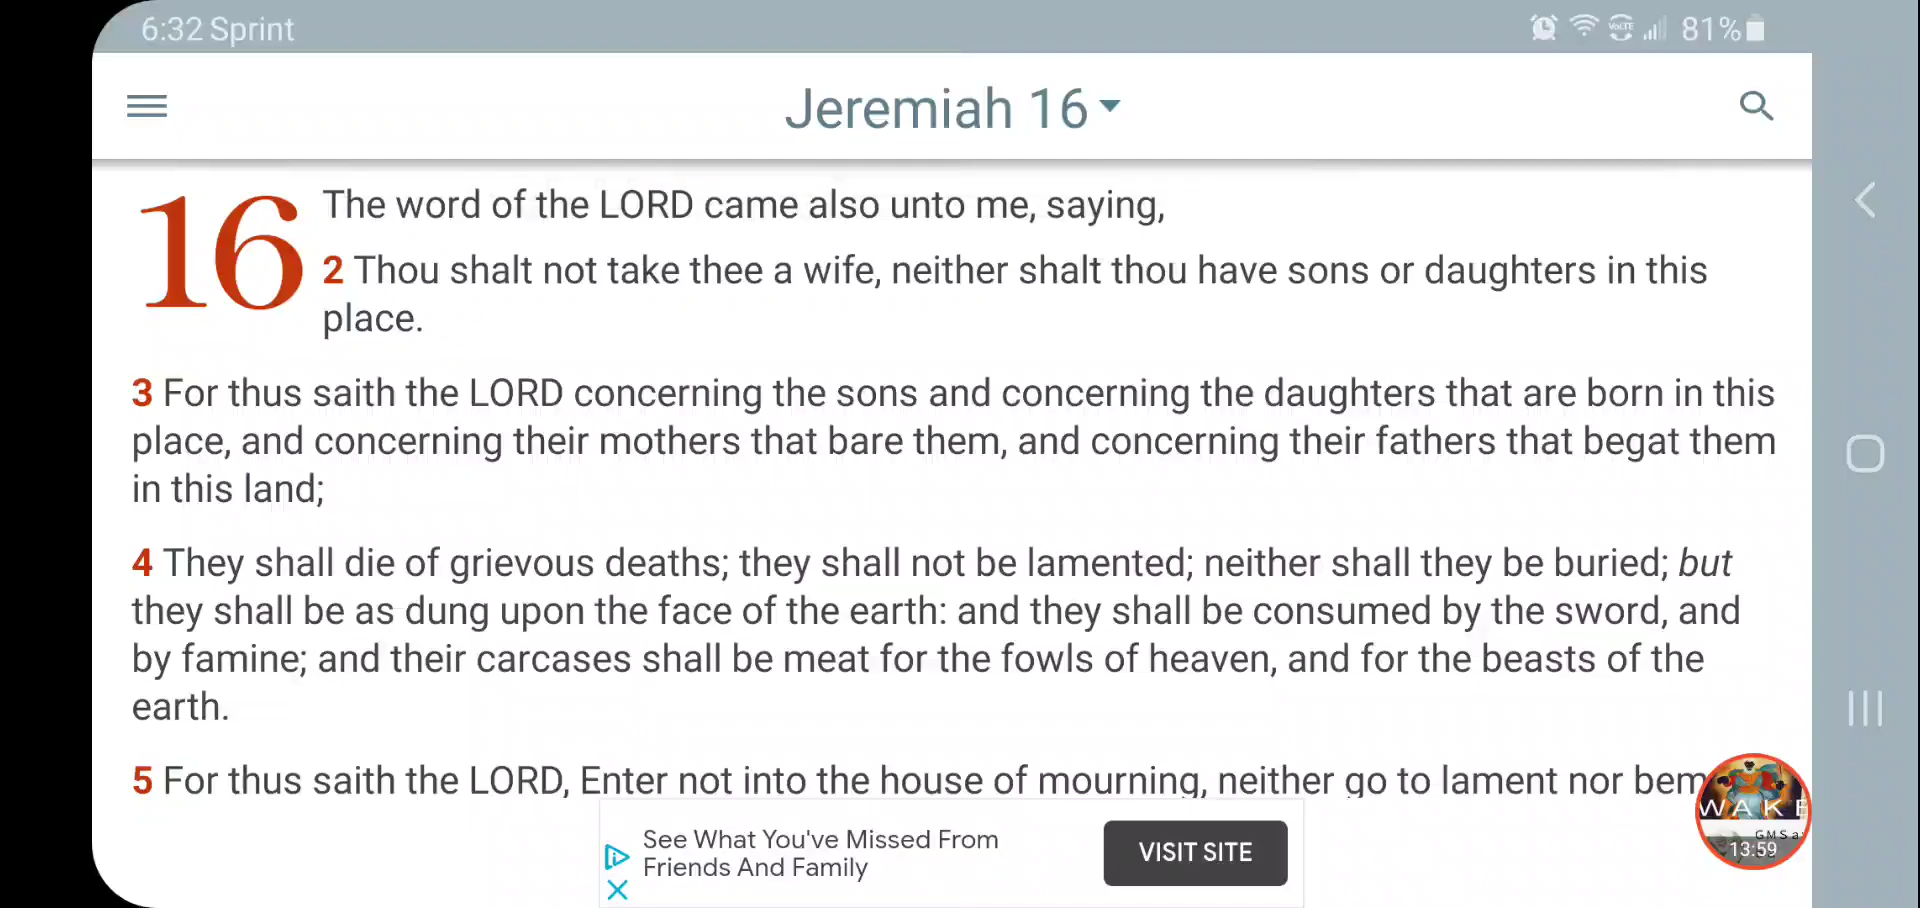 6:32 Sprint
81%
Jeremiah 16
16 The word of the LORD came also unto me, saying,
2 Thou shalt not take thee a wife, neither shalt thou have sons or daughters in this
place.
3 For thus saith the LORD concerning the sons and concerning the daughters that are born in this
place, and concerning their mothers that bare them, and concerning their fathers that begat them
in this land;
4 They shall die of grievous deaths; they shall not be lamented; neither shall they be buried; but
they shall be as dung upon the face of the earth: and they shall be consumed by the sword, and
by famine; and their carcases shall be meat for the fowls of heaven, and for the beasts of the
earth.
5 For thus saith the LORD, Enter not into the house of mourning, neither go to lament nor bem
WAKE
GMSa
13:59
See What You've Missed From
Friends And Family
VISIT SITE